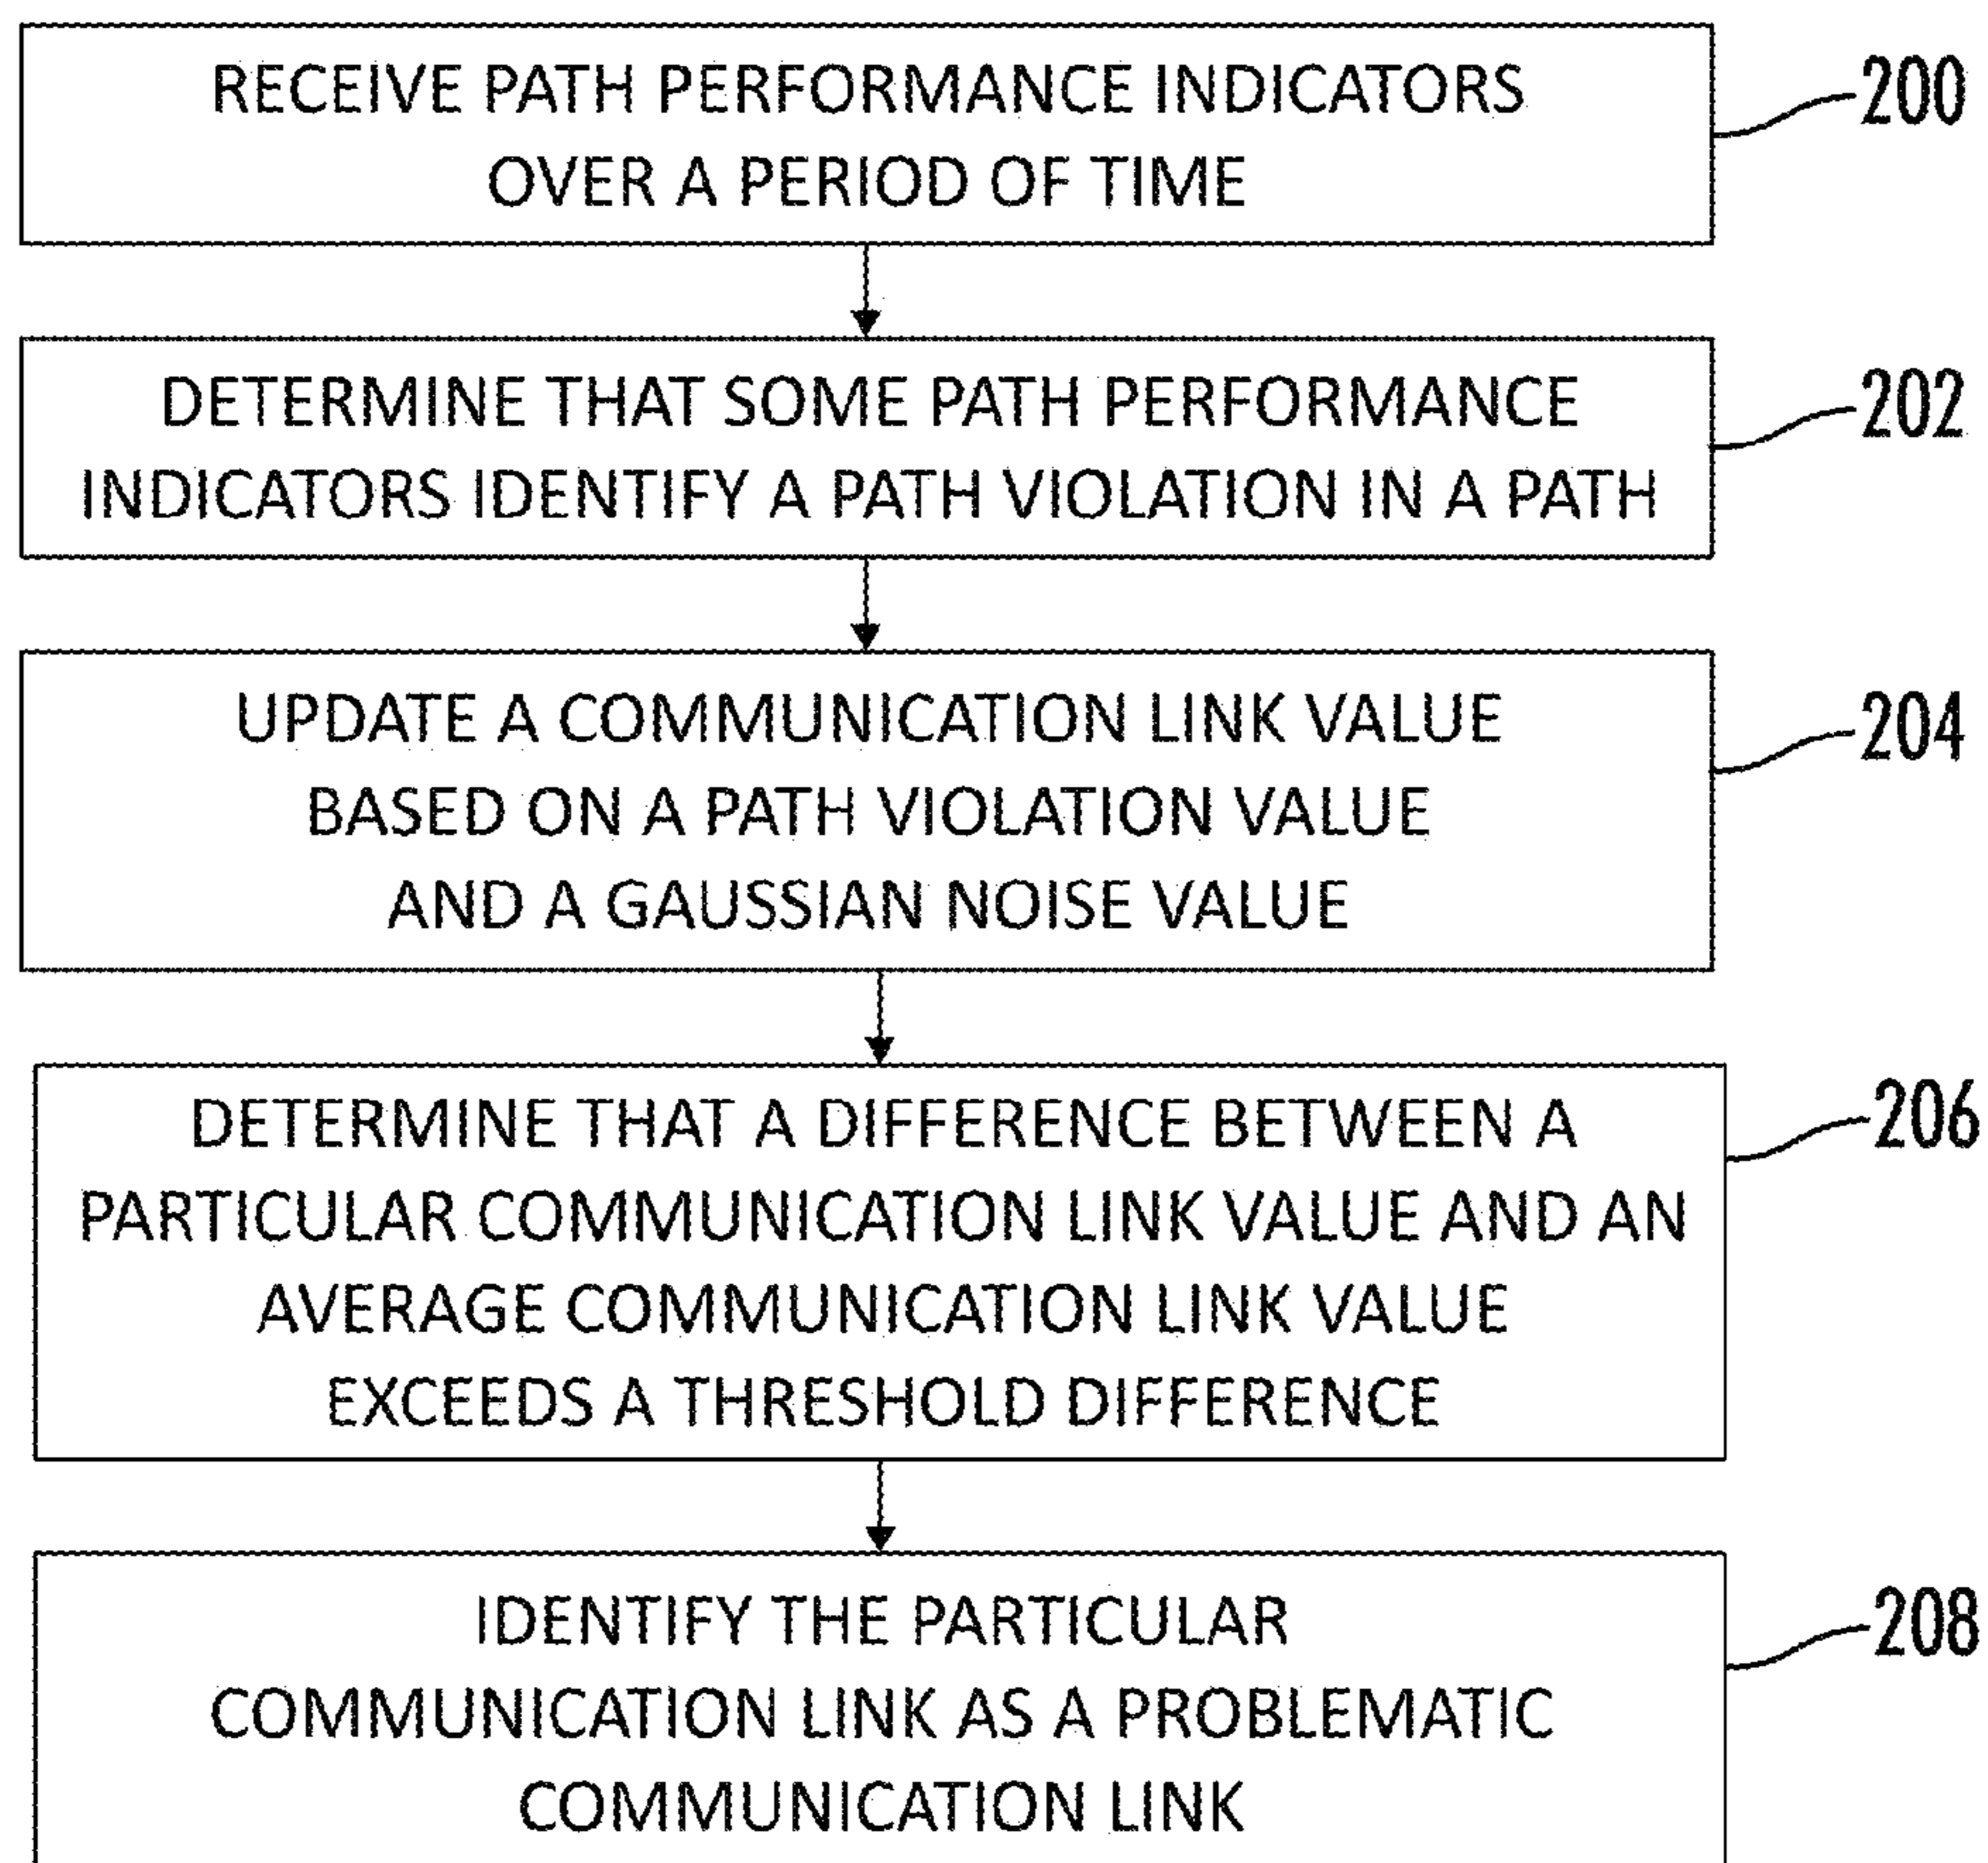 RECEIVE PATH PERFORMANCE INDICATORS
OVER A PERIOD OF TIME
200
DETERMINE THAT SOME PATH PERFORMANCE
INDICATORS IDENTIFY A PATH VIOLATION IN A PATH
202
UPDATE A COMMUNICATION LINK VALUE
BASED ON A PATH VIOLATION VALUE
AND A GAUSSIAN NOISE VALUE
204
DETERMINE THAT A DIFFERENCE BETWEEN A
PARTICULAR COMMUNICATION LINK VALUE AND AN
AVERAGE COMMUNICATION LINK VALUE
EXCEEDS A THRESHOLD DIFFERENCE
206
IDENTIFY THE PARTICULAR
COMMUNICATION LINK AS A PROBLEMATIC
COMMUNICATION LINK
208